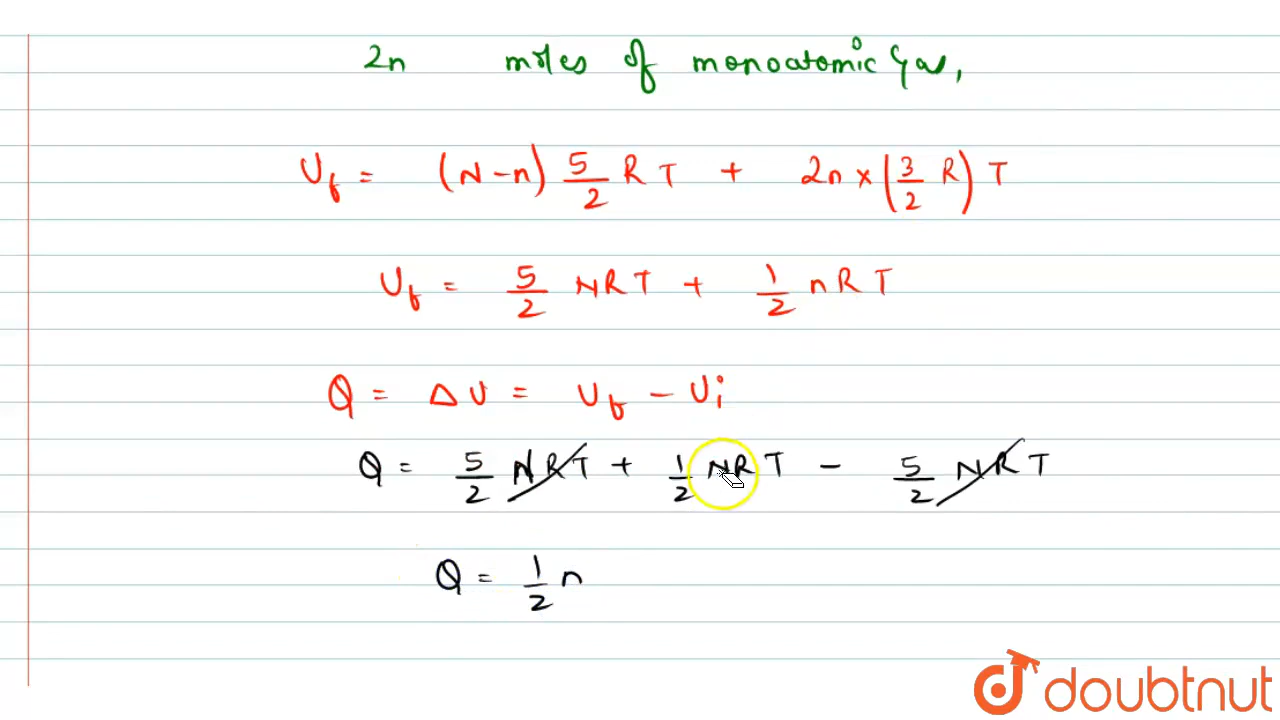 2n moles of monoatomic Gas,
U_f = (N-n) 5/2 RT + 2n × (3/2 R) T
U_f = 5/2 NRT + 1/2 nRT
Q = ΔU = U_f - U_i
Q = 5/2 NRT + 1/2 NRT - 5/2 NRT
Q = 1/2 n
doubtnut